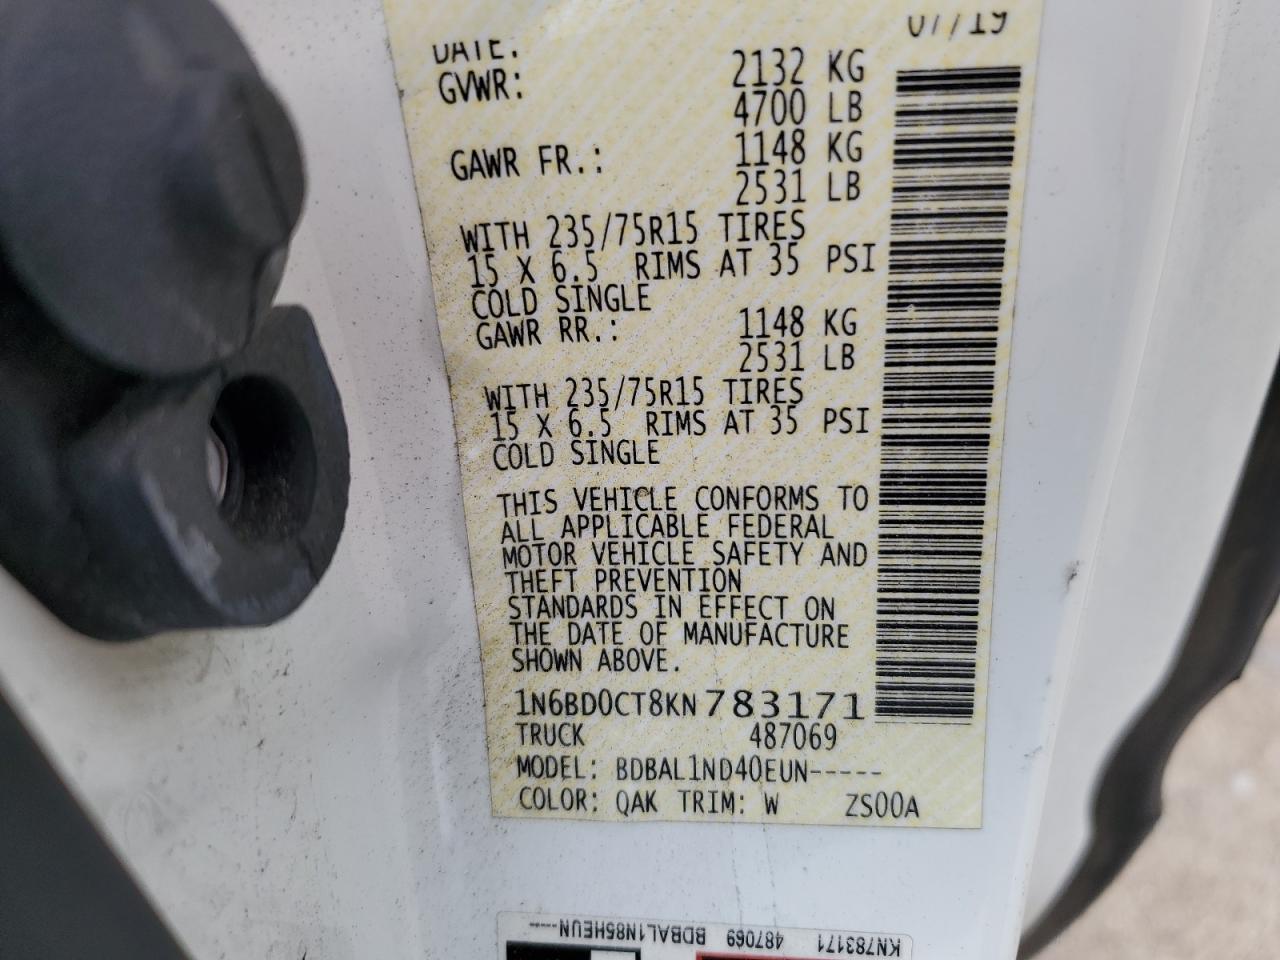 DATE: 07/19
GVWR: 2132 KG
4700 LB
GAWR FR.: 1148 KG
2531 LB
WITH 235/75R15 TIRES
15 X 6.5 RIMS AT 35 PSI
COLD SINGLE
GAWR RR.: 1148 KG
2531 LB
WITH 235/75R15 TIRES
15 X 6.5 RIMS AT 35 PSI
COLD SINGLE
THIS VEHICLE CONFORMS TO
ALL APPLICABLE FEDERAL
MOTOR VEHICLE SAFETY AND
THEFT PREVENTION
STANDARDS IN EFFECT ON
THE DATE OF MANUFACTURE
SHOWN ABOVE.
1N6BD0CT8KN783171
TRUCK 487069
MODEL: BDBAL1ND40EUN-----
COLOR: QAK TRIM: W ZS00A
KN783171 487069 BDBAL1N85HEUN-----